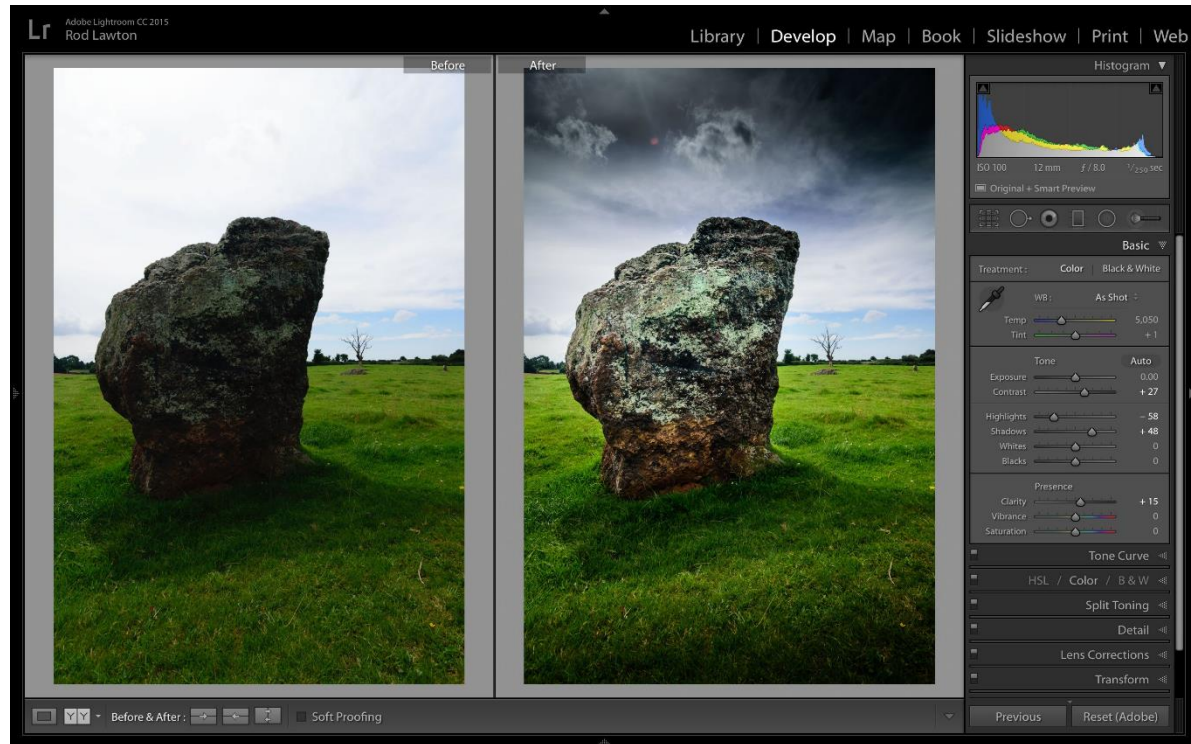 Lr
Adobe Lightroom CC 2015
Rod Lawton
Library | Develop | Map | Book | Slideshow | Print | Web
Before
After
Histogram
ISO 100 12 mm ƒ / 8.0 1/250 sec
Original + Smart Preview
Basic
Treatment : Color Black & White
WB : As Shot
Temp 5,050
Tint + 1
Tone Auto
Exposure 0.00
Contrast + 27
Highlights – 58
Shadows + 48
Whites 0
Blacks 0
Presence
Clarity + 15
Vibrance 0
Saturation 0
Tone Curve
HSL / Color / B & W
Split Toning
Detail
Lens Corrections
Transform
Y Y Before & After : Soft Proofing
Previous Reset (Adobe)